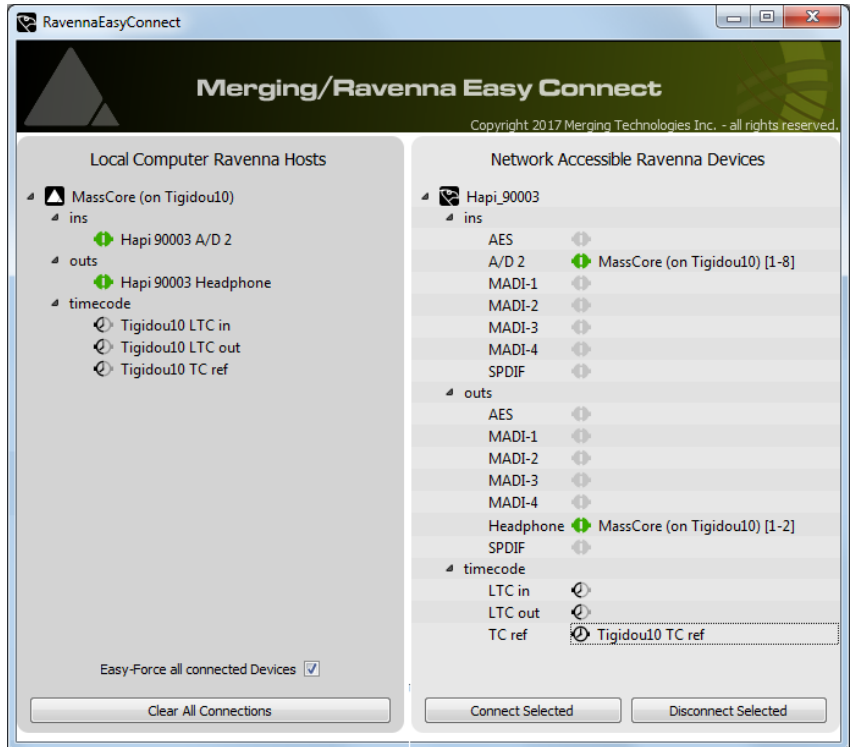 RavennaEasyConnect
Merging/Ravenna Easy Connect
Copyright 2017 Merging Technologies Inc. - all rights reserved.
Local Computer Ravenna Hosts
MassCore (on Tigidou10)
ins
Hapi 90003 A/D 2
outs
Hapi 90003 Headphone
timecode
Tigidou10 LTC in
Tigidou10 LTC out
Tigidou10 TC ref
Easy-Force all connected Devices
Clear All Connections
Network Accessible Ravenna Devices
Hapi_90003
ins
AES
A/D 2 MassCore (on Tigidou10) [1-8]
MADI-1
MADI-2
MADI-3
MADI-4
SPDIF
outs
AES
MADI-1
MADI-2
MADI-3
MADI-4
Headphone MassCore (on Tigidou10) [1-2]
SPDIF
timecode
LTC in
LTC out
TC ref Tigidou10 TC ref
Connect Selected
Disconnect Selected